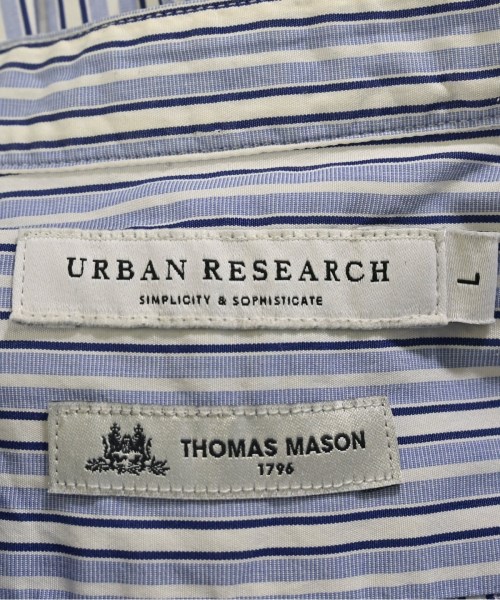 URBAN RESEARCH
SIMPLICITY & SOPHISTICATE
L
THOMAS MASON
1796